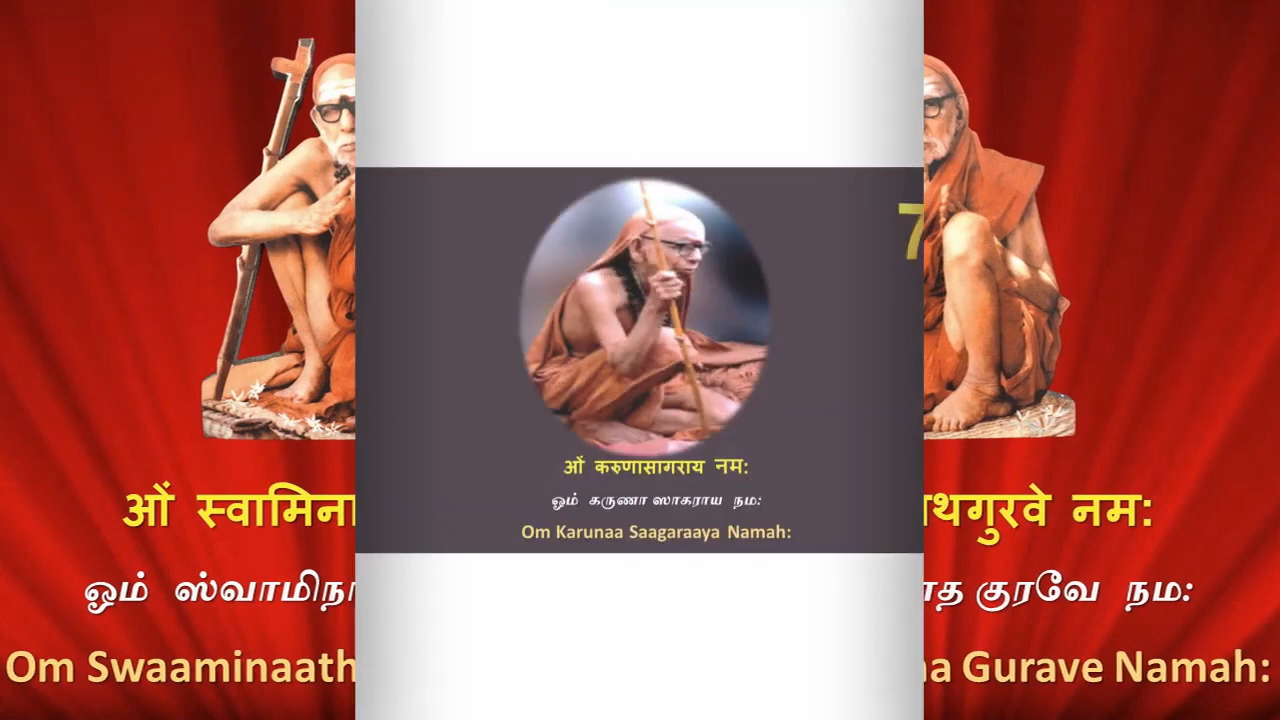 7
ओं करुणासागराय नम:
ஓம் கருணா ஸாகராய நம:
Om Karunaa Saagaraaya Namah:
ओं स्वामिना
थगुरवे नम:
ஓம் ஸ்வாமிநா
த குரவே நம:
Om Swaaminaath
a Gurave Namah: